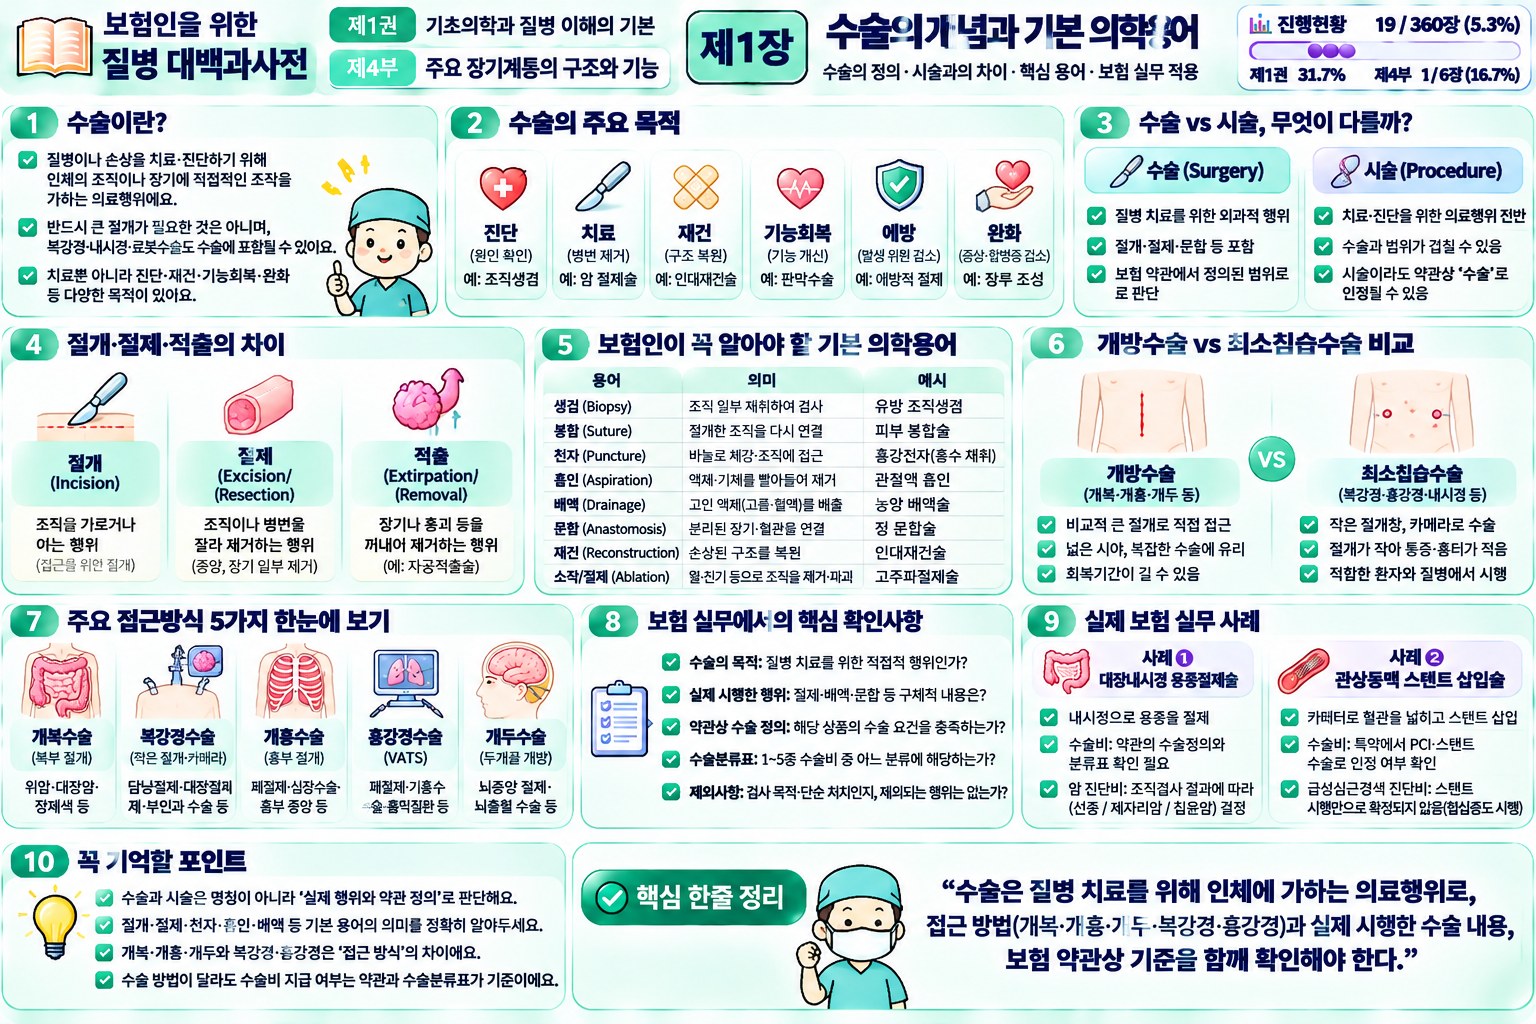 보험인을 위한
질병 대백과사전
제1권 기초의학과 질병 이해의 기본
제4부 주요 장기계통의 구조와 기능
제1장
수술의개념과 기본 의학용어
수술의 정의 · 시술과의 차이 · 핵심 용어 · 보험 실무 적용
진행현황 19 / 360장 (5.3%)
제1권 31.7% 제4부 1/6장 (16.7%)
1 수술이란?
질병이나 손상을 치료·진단하기 위해
인체의 조직이나 장기에 직접적인 조작을
가하는 의료행위에요.
반드시 큰 절개가 필요한 것은 아니며,
복강경·내시경·로봇수술도 수술에 포함될 수 있어요.
치료뿐 아니라 진단·재건·기능회복·완화
등 다양한 목적이 있아요.
2 수술의 주요 목적
진단
(원인 확인)
예: 조직생겸
치료
(병변 제거)
예: 암 절제술
재건
(구조 복원)
예: 인대재건술
기능회복
(기능 개선)
예: 판막수술
예방
(발생 위원 검소)
예: 애방적 절제
완화
(증상·합병증 검소)
예: 장루 조성
3 수술 vs 시술, 무엇이 다를까?
수술 (Surgery)
질병 치료를 위한 외과적 행위
절개·절제·문합 등 포함
보험 약관에서 정의된 범위로
로 판단
시술 (Procedure)
치료·진단을 위한 의료행위 전반
수술과 범위가 겹칠 수 있음
시술이라도 약관상 ‘수술’로
인정될 수 있음
4 절개·절제·적출의 차이
절개
(Incision)
조직을 가로거나
여는 행위
(접근를 위안 절개)
절제
(Excision/
(Resection)
조직이나 병변을
잘라 제거하는 행위
(종양, 장기 일부 제거)
적출
(Extirpation/
(Removal)
장기나 홍괴 등을
꺼내어 제거하는 행위
(에: 자궁적출술)
5 보험인이 꼭 알아야 할 기본 의학용어
용어 의미 예시
생검 (Biopsy) 조직 일부 채취하여 검사 유방 조직생겸
봉합 (Suture) 절개한 조직을 다시 연결 피부 봉합술
천자 (Puncture) 바늘로 체강·조직에 접근 흉강천자(흉수 채취)
흡인 (Aspiration) 액체·기체를 빨아들여 제거 관절액 흡인
배액 (Drainage) 고인 액체(고름·혈액)를 배출 농앙 배액술
문합 (Anastomosis) 분리된 장기·혈관을 연결 정 문합술
재건 (Reconstruction) 손상된 구조를 복원 인대재건술
소작/절제 (Ablation) 열·전기 등으로 조직을 제거·파괴 고주파절제술
6 개방수술 vs 최소침습수술 비교
개방수술
(개복·개흉·개두 등)
비교적 큰 절개로 직접 접근
넓은 시야, 복잡한 수술에 유리
회복기간이 길 수 있음
VS
최소침습수술
(복강경·흉강경·내시경 등)
작은 절개창, 카메라로 수술
절개가 작아 통증·흉터가 적음
적합한 환자와 질병에서 시행
7 주요 접근방식 5가지 한눈에 보기
개복수술
(복부 절개)
위암·대장암·
장재색 등
복강경수술
(작은 절개·카메라)
담낭절제·대장절제
제·부인과 수술 등
개흉수술
(흉부 절개)
폐절제·심장수술·
흉부 종양 등
흉강경수술
(VATS)
폐절제·기흉수
술·흉막질환 등
개두수술
(두개골 개방)
뇌종양 절제·
뇌출혈 수술 등
8 보험 실무에서의 핵심 확인사항
수술의 목적: 질병 치료를 위한 직접적 행위인가?
실제 시행한 행위: 절제·배액·문합 등 구체적 내용은?
약관상 수술 정의: 해당 상품의 수술 요건을 충족하는가?
수술분류표: 1~5종 수술비 중 어느 분류에 해당하는가?
제외사항: 검사 목적·단순 처치인지, 제외되는 행위는 없는가?
9 실제 보험 실무 사례
사례 1
대장내시경 용종절제술
내시정으로 용종을 절제
수술비: 약관의 수술정의와
분류표 확인 필요
암 진단비: 조직검사 결과에 따라
(선종 / 제자리암 / 침윤암) 결정
사례 2
관상동맥 스텐트 삽입술
카테터로 혈관을 넓히고 스텐트 삽입
수술비: 특약에서 PCI·스텐트
수술로 인정 여부 확인
급성심근경색 진단비: 스텐트
시행만으로 확정되지 않음(협심증도 시행)
10 꼭 기억할 포인트
수술과 시술은 명칭이 아니라 ‘실제 행위와 약관 정의’로 판단해요.
절개·절제·천자·흡인·배액 등 기본 용어의 의미를 정확히 알아두세요.
개복·개흉·개두와 복강경·흉강경은 ‘접근 방식’의 차이에요.
수술 방법이 달라도 수술비 지급 여부는 약관과 수술분류표가 기준이에요.
핵심 한줄 정리
“수술은 질병 치료를 위해 인체에 가하는 의료행위로,
접근 방법(개복·개흉·개두·복강경·흉강경)과 실제 시행한 수술 내용,
보험 약관상 기준을 함께 확인해야 한다.”